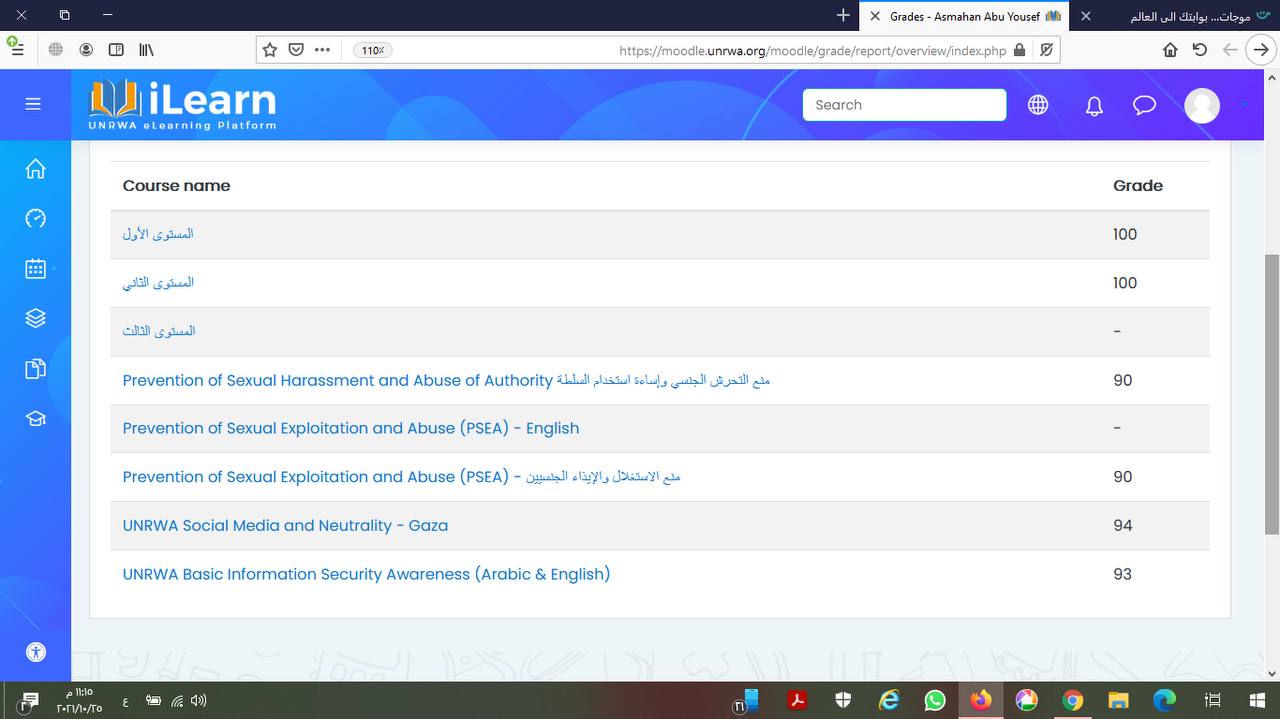 Grades - Asmahan Abu Yousef
موجات... بوابتك الى العالم
110%
https://moodle.unrwa.org/moodle/grade/report/overview/index.php
iLearn
UNRWA eLearning Platform
Search
Course name Grade
المستوى الأول 100
المستوى الثاني 100
المستوى الثالث -
Prevention of Sexual Harassment and Abuse of Authority منع التحرش الجنسي وإساءة استخدام السلطة 90
Prevention of Sexual Exploitation and Abuse (PSEA) - English -
Prevention of Sexual Exploitation and Abuse (PSEA) - منع الاستغلال والإيذاء الجنسيين 90
UNRWA Social Media and Neutrality - Gaza 94
UNRWA Basic Information Security Awareness (Arabic & English) 93
١١:١٥ م
٢٠٢١/١٠/٢٥
ع
٢١